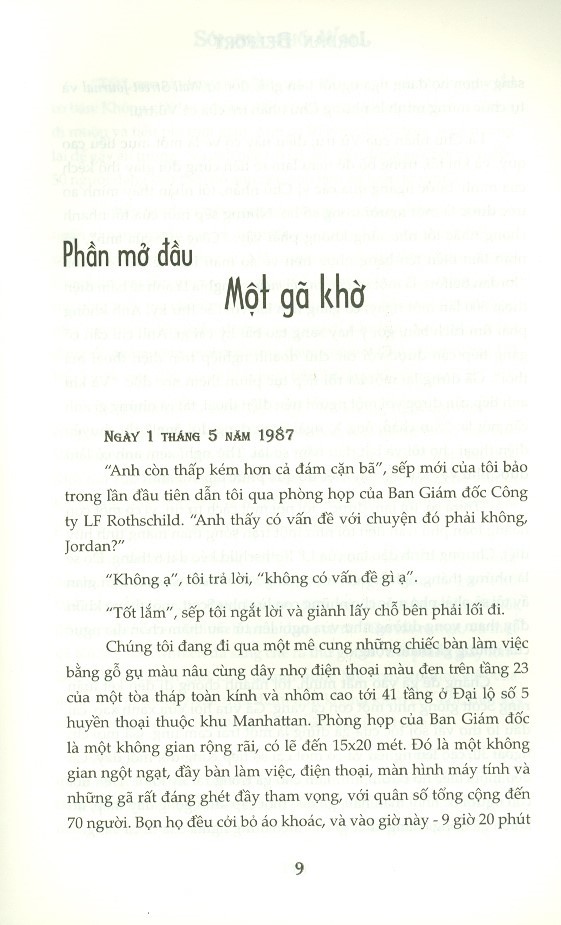 Phần mở đầu
Một gã khờ
NGÀY 1 THÁNG 5 NĂM 1987
“Anh còn thấp kém hơn cả đám cặn bã”, sếp mới của tôi bảo
trong lần đầu tiên dẫn tôi qua phòng họp của Ban Giám đốc Công
ty LF Rothschild. “Anh thấy có vấn đề với chuyện đó phải không,
Jordan?”
“Không ạ”, tôi trả lời, “không có vấn đề gì ạ”.
“Tốt lắm”, sếp tôi ngắt lời và giành lấy chỗ bên phải lối đi.
Chúng tôi đang đi qua một mê cung những chiếc bàn làm việc
bằng gỗ gụ màu nâu cùng dây nhợ điện thoại màu đen trên tầng 23
của một tòa tháp toàn kính và nhôm cao tới 41 tầng ở Đại lộ số 5
huyền thoại thuộc khu Manhattan. Phòng họp của Ban Giám đốc
là một không gian rộng rãi, có lẽ đến 15x20 mét. Đó là một không
gian ngột ngạt, đầy bàn làm việc, điện thoại, màn hình máy tính và
những gã rất đáng ghét đầy tham vọng, với quân số tổng cộng đến
70 người. Bọn họ đều cởi bỏ áo khoác, và vào giờ này - 9 giờ 20 phút
9